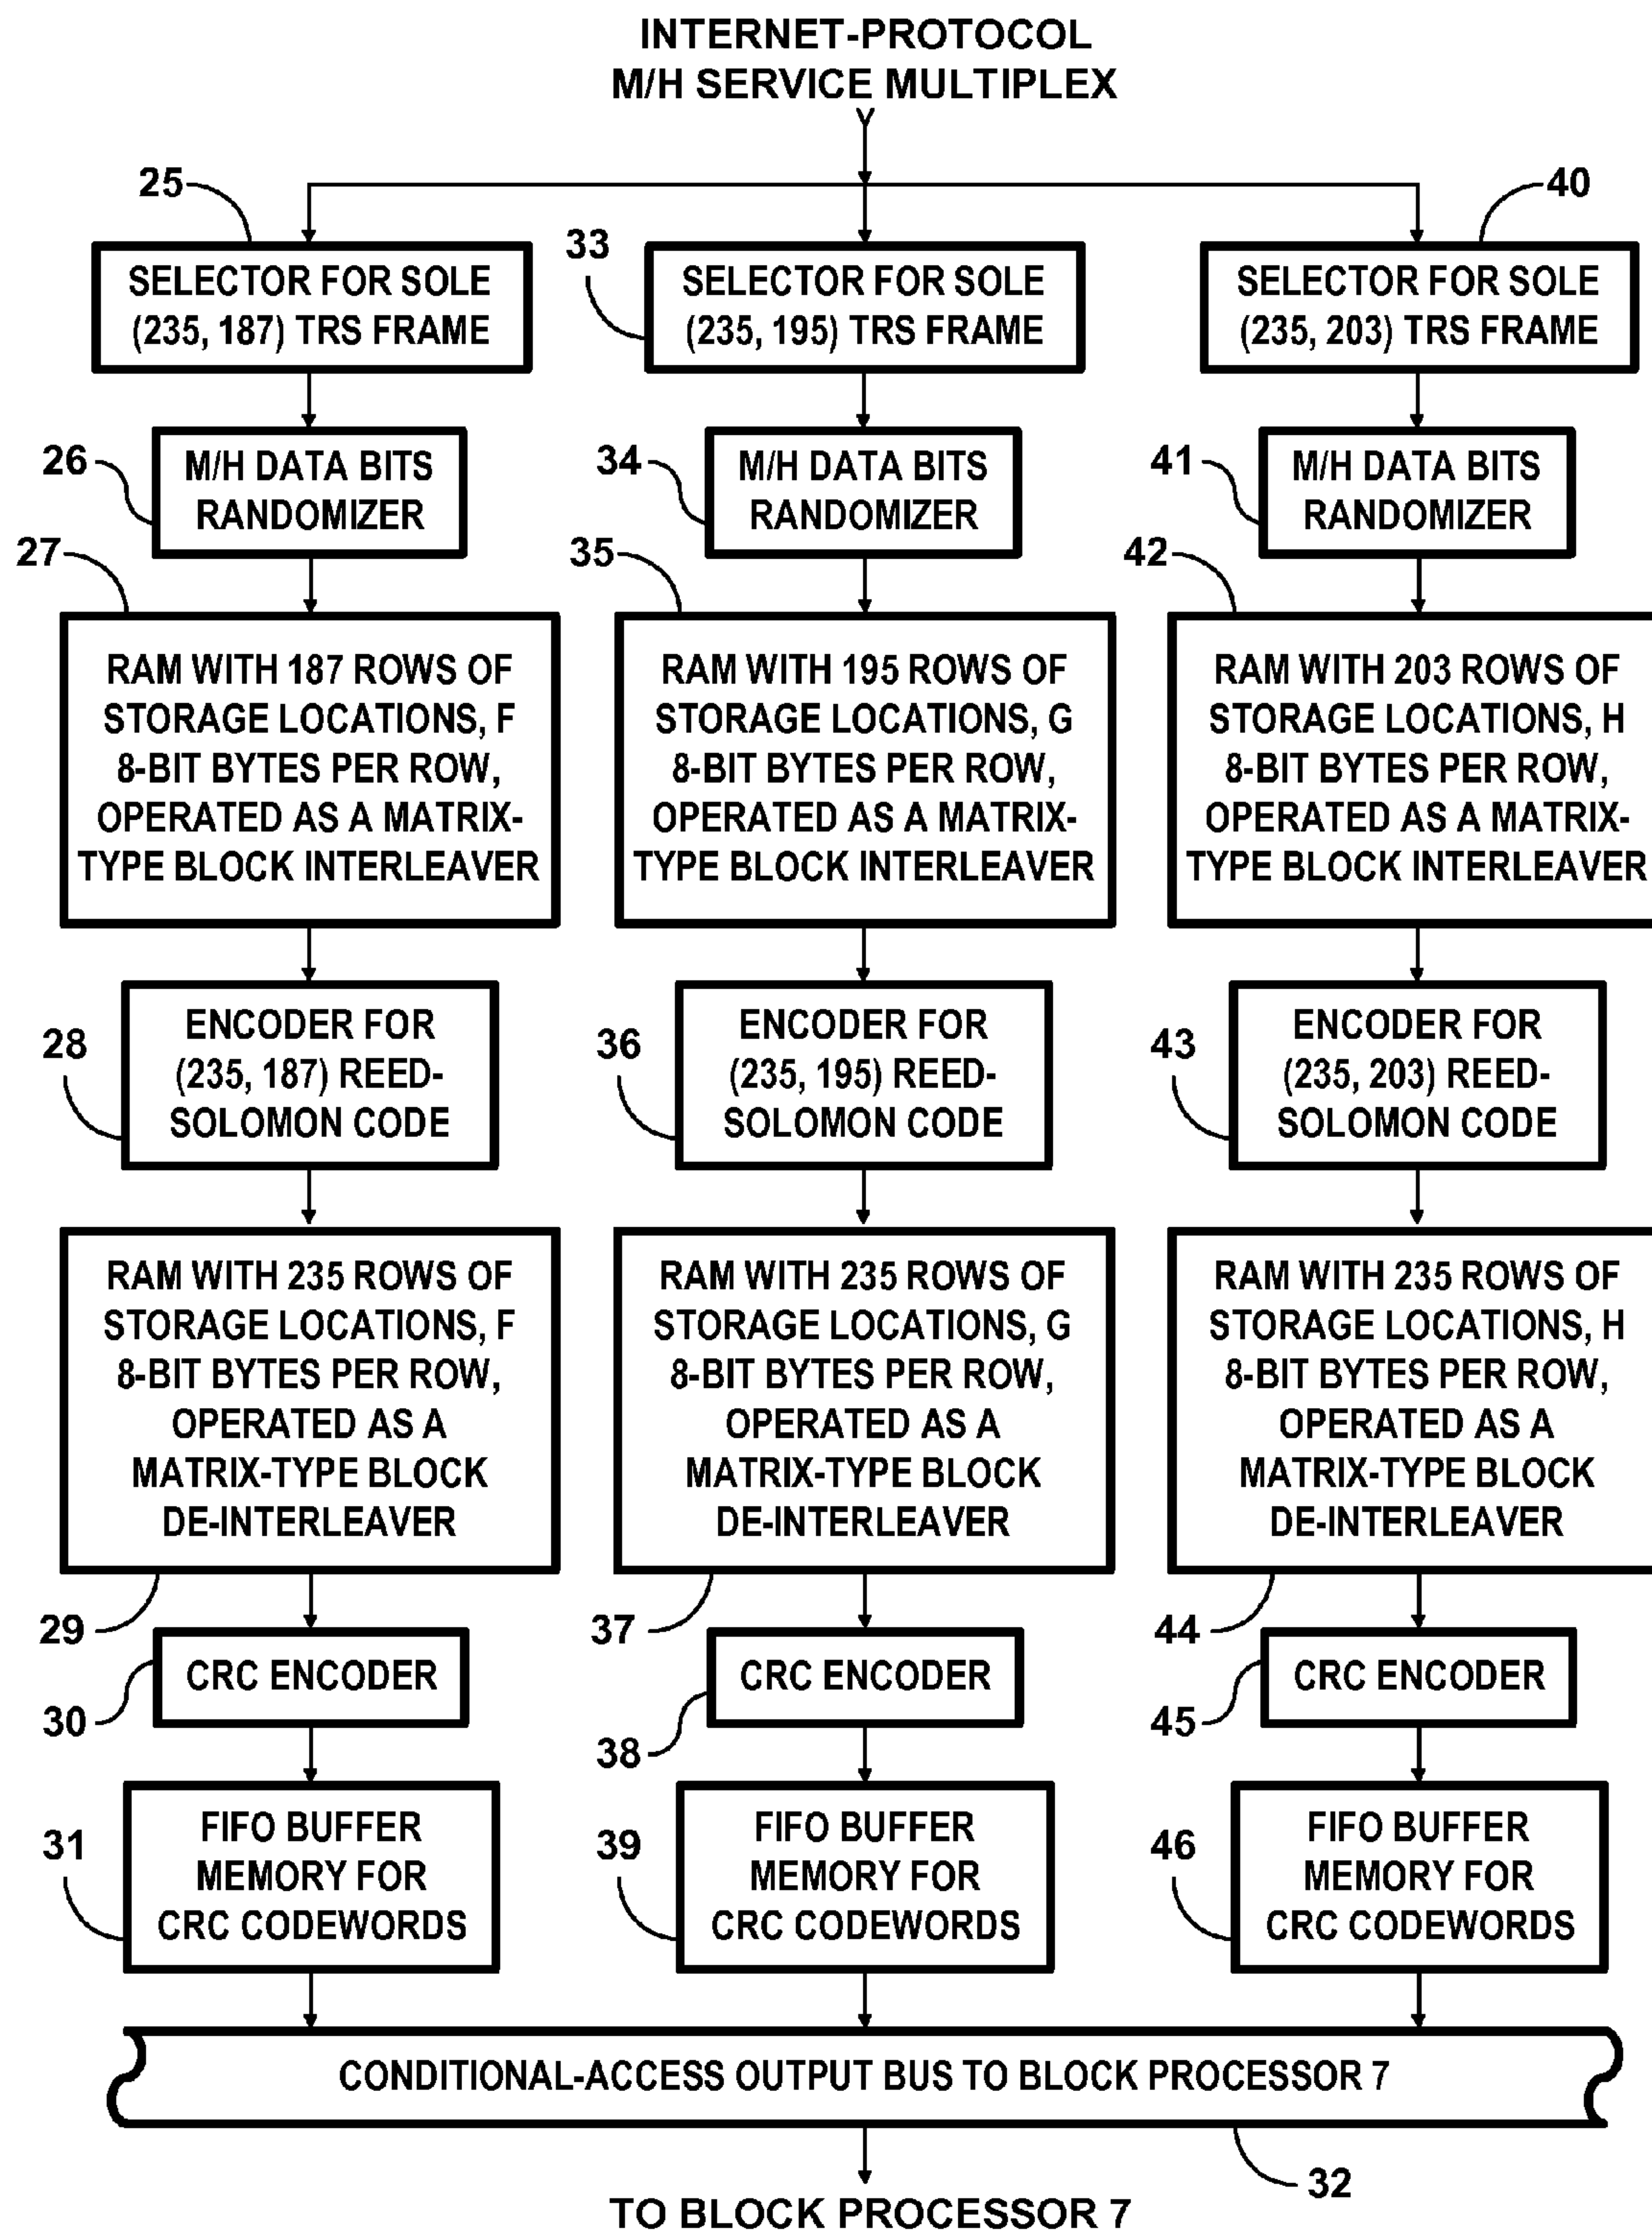 INTERNET-PROTOCOL
M/H SERVICE MULTIPLEX
25
SELECTOR FOR SOLE
(235, 187) TRS FRAME
33
SELECTOR FOR SOLE
(235, 195) TRS FRAME
40
SELECTOR FOR SOLE
(235, 203) TRS FRAME
26
M/H DATA BITS
RANDOMIZER
34
M/H DATA BITS
RANDOMIZER
41
M/H DATA BITS
RANDOMIZER
27
RAM WITH 187 ROWS OF
STORAGE LOCATIONS, F
8-BIT BYTES PER ROW,
OPERATED AS A MATRIX-
TYPE BLOCK INTERLEAVER
35
RAM WITH 195 ROWS OF
STORAGE LOCATIONS, G
8-BIT BYTES PER ROW,
OPERATED AS A MATRIX-
TYPE BLOCK INTERLEAVER
42
RAM WITH 203 ROWS OF
STORAGE LOCATIONS, H
8-BIT BYTES PER ROW,
OPERATED AS A MATRIX-
TYPE BLOCK INTERLEAVER
28
ENCODER FOR
(235, 187) REED-
SOLOMON CODE
36
ENCODER FOR
(235, 195) REED-
SOLOMON CODE
43
ENCODER FOR
(235, 203) REED-
SOLOMON CODE
RAM WITH 235 ROWS OF
STORAGE LOCATIONS, F
8-BIT BYTES PER ROW,
OPERATED AS A
MATRIX-TYPE BLOCK
DE-INTERLEAVER
29
RAM WITH 235 ROWS OF
STORAGE LOCATIONS, G
8-BIT BYTES PER ROW,
OPERATED AS A
MATRIX-TYPE BLOCK
DE-INTERLEAVER
37
RAM WITH 235 ROWS OF
STORAGE LOCATIONS, H
8-BIT BYTES PER ROW,
OPERATED AS A
MATRIX-TYPE BLOCK
DE-INTERLEAVER
44
CRC ENCODER
30
CRC ENCODER
38
CRC ENCODER
45
31
FIFO BUFFER
MEMORY FOR
CRC CODEWORDS
39
FIFO BUFFER
MEMORY FOR
CRC CODEWORDS
46
FIFO BUFFER
MEMORY FOR
CRC CODEWORDS
CONDITIONAL-ACCESS OUTPUT BUS TO BLOCK PROCESSOR 7
32
TO BLOCK PROCESSOR 7